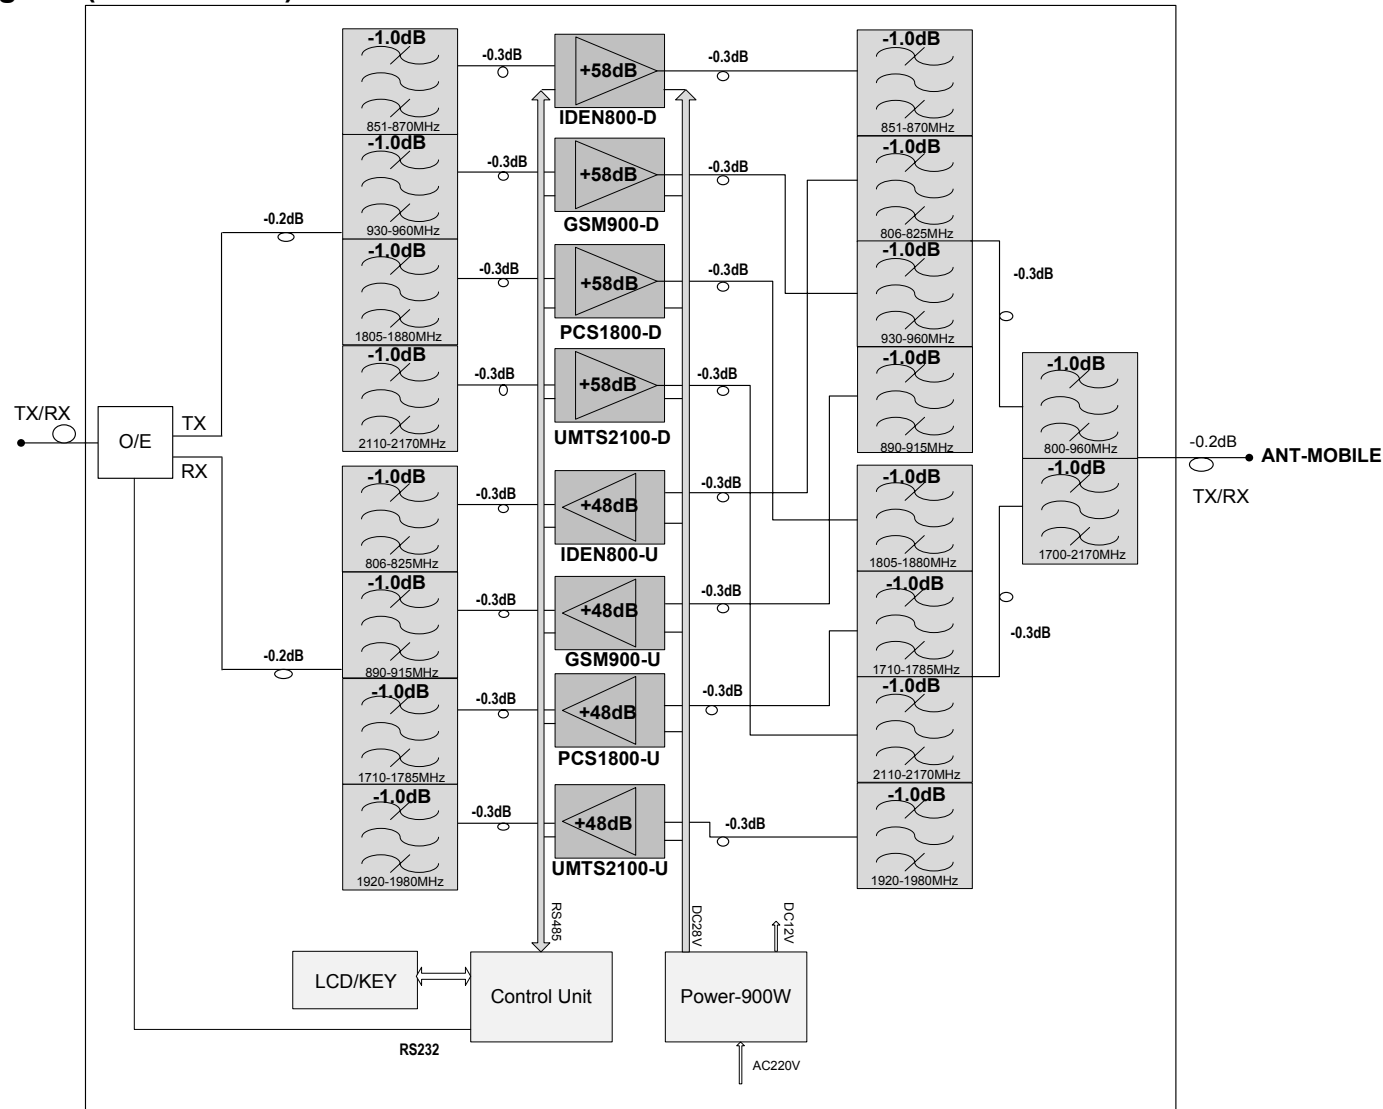 -1.0dB
851-870MHz
-1.0dB
930-960MHz
-1.0dB
1805-1880MHz
-1.0dB
2110-2170MHz
-0.3dB
-0.3dB
-0.3dB
-0.3dB
+58dB
IDEN800-D
+58dB
GSM900-D
+58dB
PCS1800-D
+58dB
UMTS2100-D
-0.3dB
-0.3dB
-0.3dB
-0.3dB
-1.0dB
851-870MHz
-1.0dB
806-825MHz
-1.0dB
930-960MHz
-1.0dB
890-915MHz
-0.2dB
TX/RX
O/E
TX
RX
-0.2dB
-1.0dB
806-825MHz
-1.0dB
890-915MHz
-1.0dB
1710-1785MHz
-1.0dB
1920-1980MHz
-0.3dB
-0.3dB
-0.3dB
-0.3dB
+48dB
IDEN800-U
+48dB
GSM900-U
+48dB
PCS1800-U
+48dB
UMTS2100-U
-0.3dB
-0.3dB
-0.3dB
-0.3dB
-1.0dB
1805-1880MHz
-1.0dB
1710-1785MHz
-1.0dB
2110-2170MHz
-1.0dB
1920-1980MHz
-0.3dB
-0.3dB
-1.0dB
800-960MHz
-1.0dB
1700-2170MHz
-0.2dB
ANT-MOBILE
TX/RX
RS485
DC28V
DC12V
LCD/KEY
Control Unit
Power-900W
RS232
AC220V